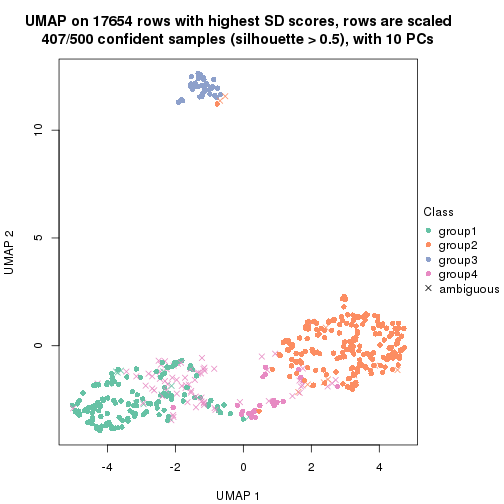 UMAP on 17654 rows with highest SD scores, rows are scaled
407/500 confident samples (silhouette > 0.5), with 10 PCs
10
5
0
UMAP 2
-4
-2
0
2
4
UMAP 1
Class
group1
group2
group3
group4
ambiguous